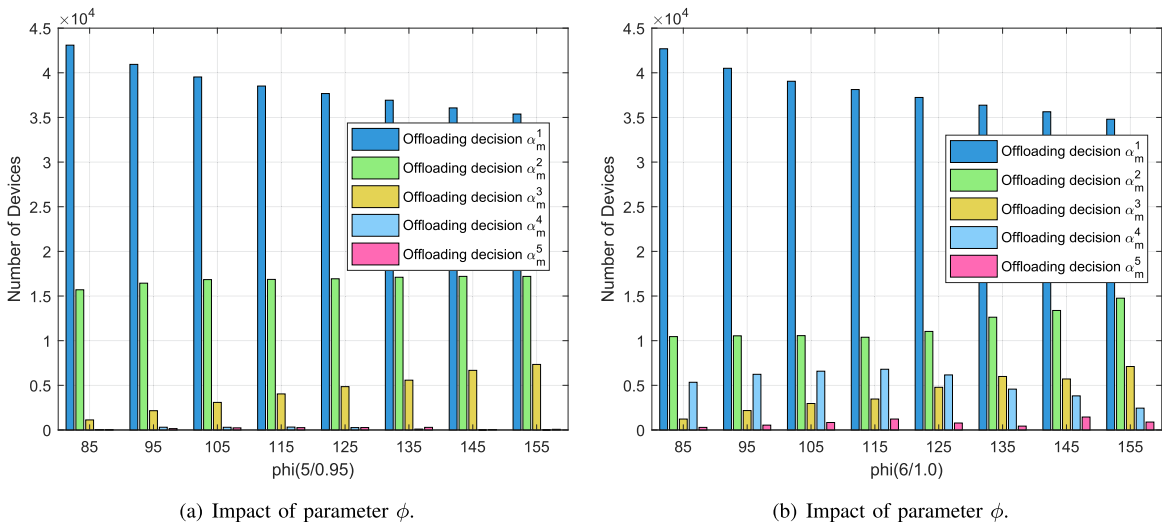 ×10⁴
4.5
4
3.5
3
2.5
2
1.5
1
0.5
0
Number of Devices
Offloading decision α_m^1
Offloading decision α_m^2
Offloading decision α_m^3
Offloading decision α_m^4
Offloading decision α_m^5
85 95 105 115 125 135 145 155
phi(5/0.95)
(a) Impact of parameter ϕ.
×10⁴
4.5
4
3.5
3
2.5
2
1.5
1
0.5
0
Number of Devices
Offloading decision α_m^1
Offloading decision α_m^2
Offloading decision α_m^3
Offloading decision α_m^4
Offloading decision α_m^5
85 95 105 115 125 135 145 155
phi(6/1.0)
(b) Impact of parameter ϕ.